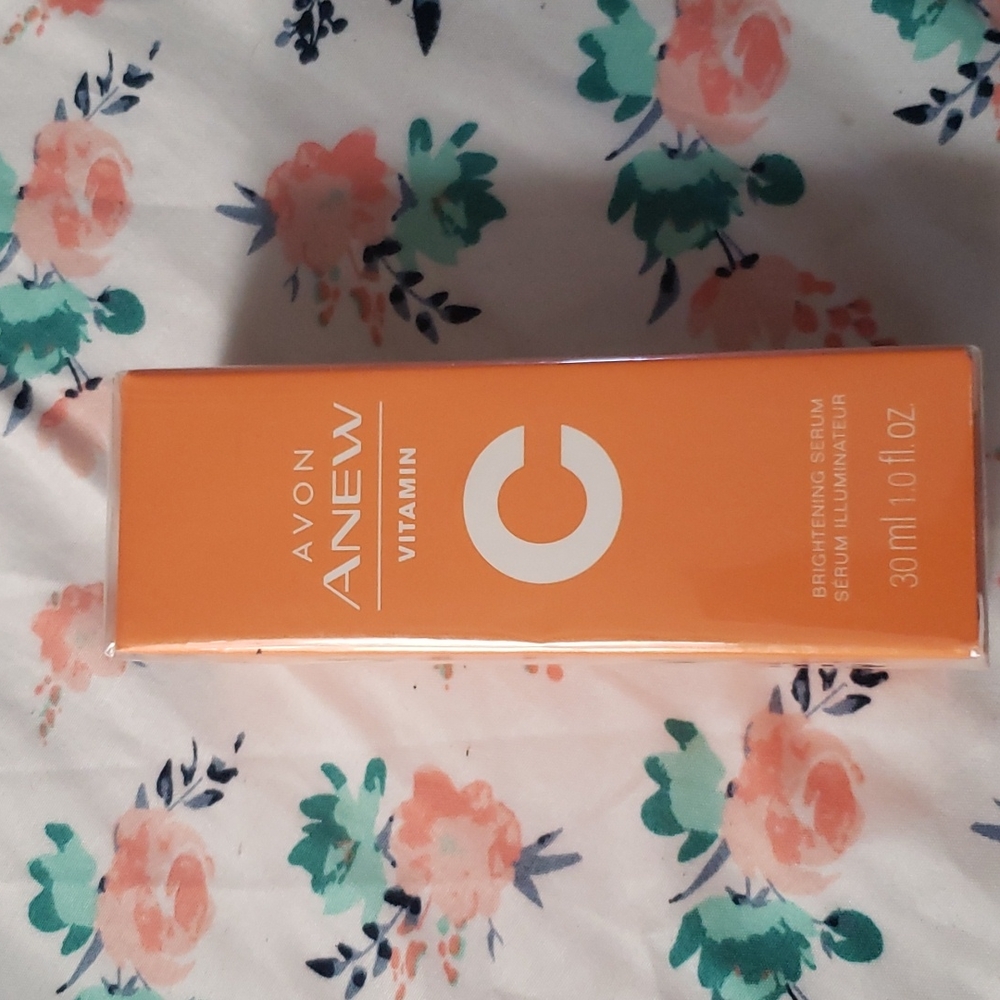 AVON
ANEW
VITAMIN
C
BRIGHTENING SERUM
SÉRUM ILLUMINATEUR
30 ml 1.0 fl. OZ.